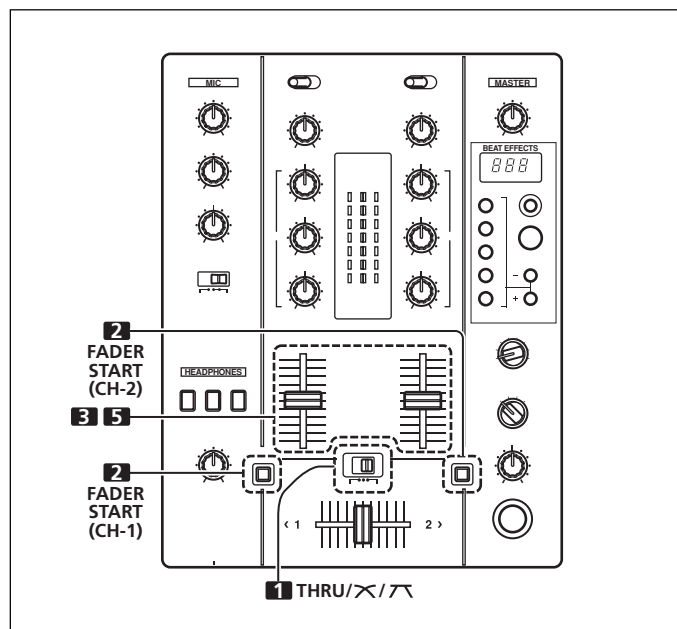 MIC
MASTER
BEAT EFFECTS
888
−
+
2
FADER
START
(CH-2)
HEADPHONES
3 5
2
FADER
START
(CH-1)
‹ 1
2 ›
1 THRU/